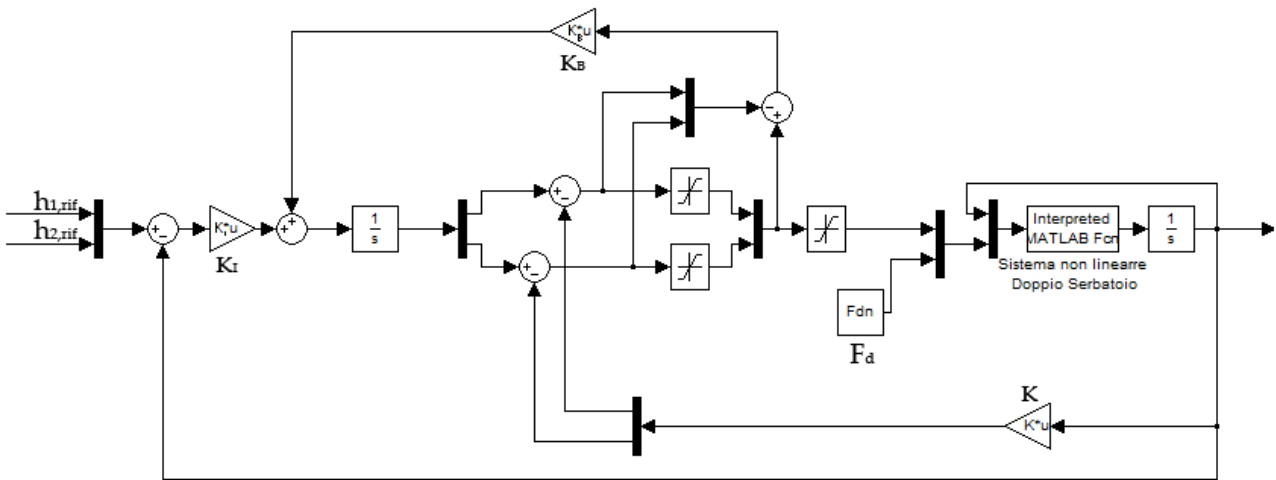 K*u
B
KB
h1,rif
h2,rif
+
-
K*u
I
KI
+
+
1
s
+
-
+
-
-
+
Fdn
Fd
Interpreted
MATLAB Fcn
Sistema non linearre
Doppio Serbatoio
1
s
K
K*u